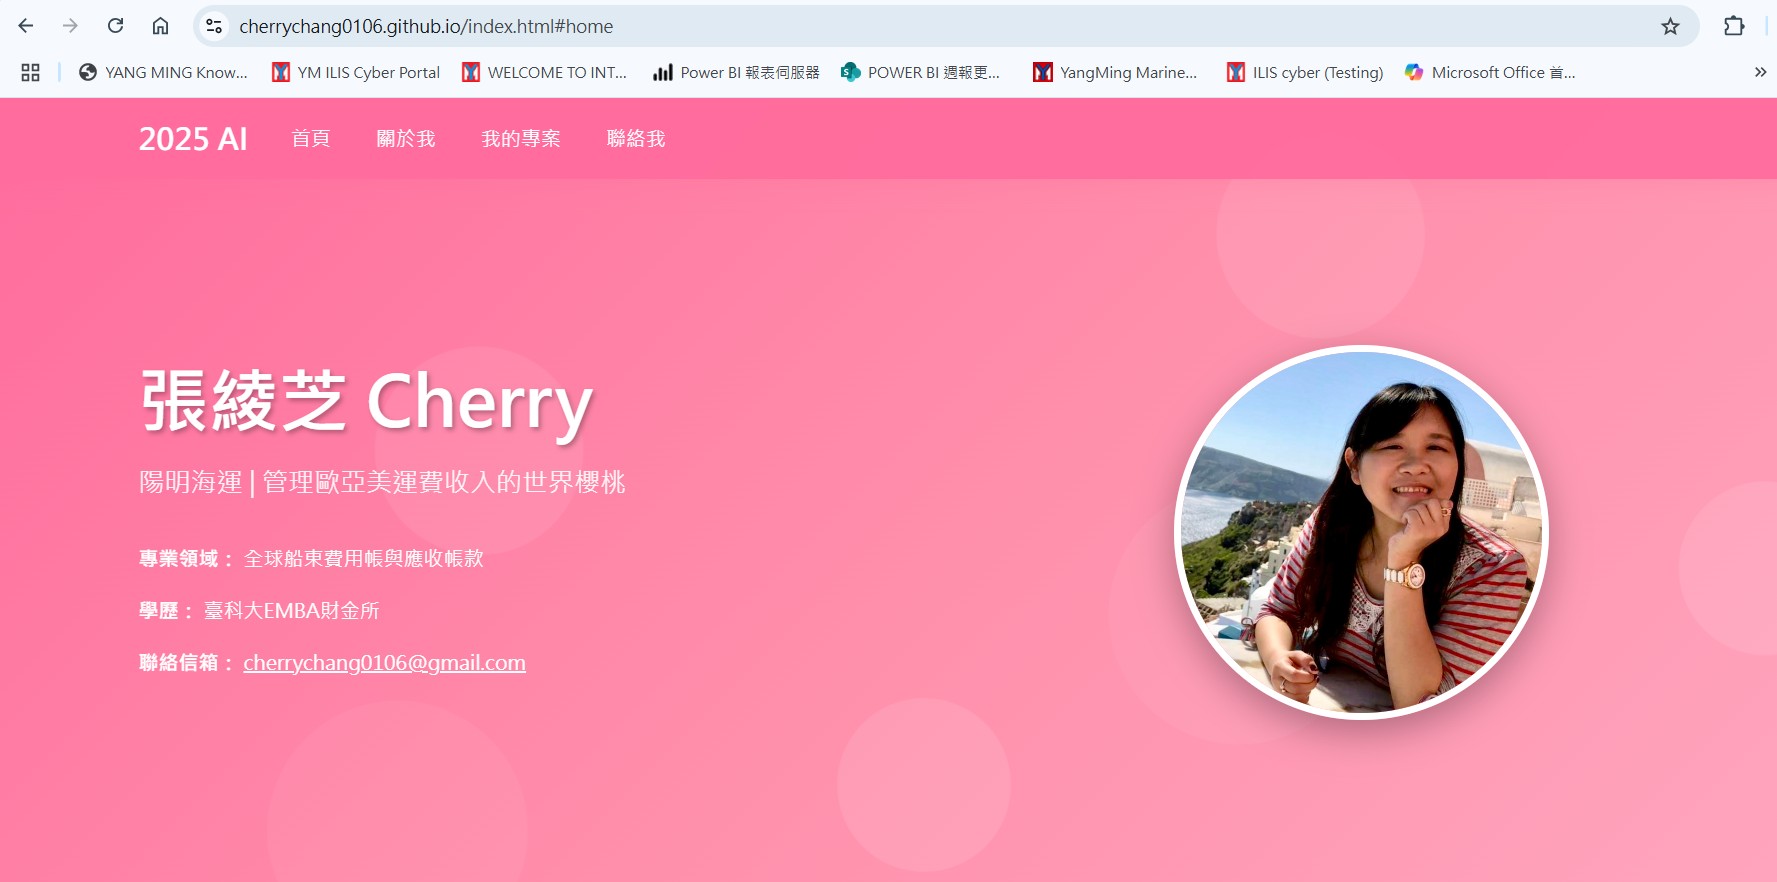 cherrychang0106.github.io/index.html#home
YANG MING Know... YM ILIS Cyber Portal WELCOME TO INT... Power BI 報表伺服器 POWER BI 週報更... YangMing Marine... ILIS cyber (Testing) Microsoft Office 首...
2025 AI 首頁 關於我 我的專案 聯絡我
張綾芝 Cherry
陽明海運 | 管理歐亞美運費收入的世界櫻桃
專業領域： 全球船東費用帳與應收帳款
學歷： 臺科大EMBA財金所
聯絡信箱： cherrychang0106@gmail.com